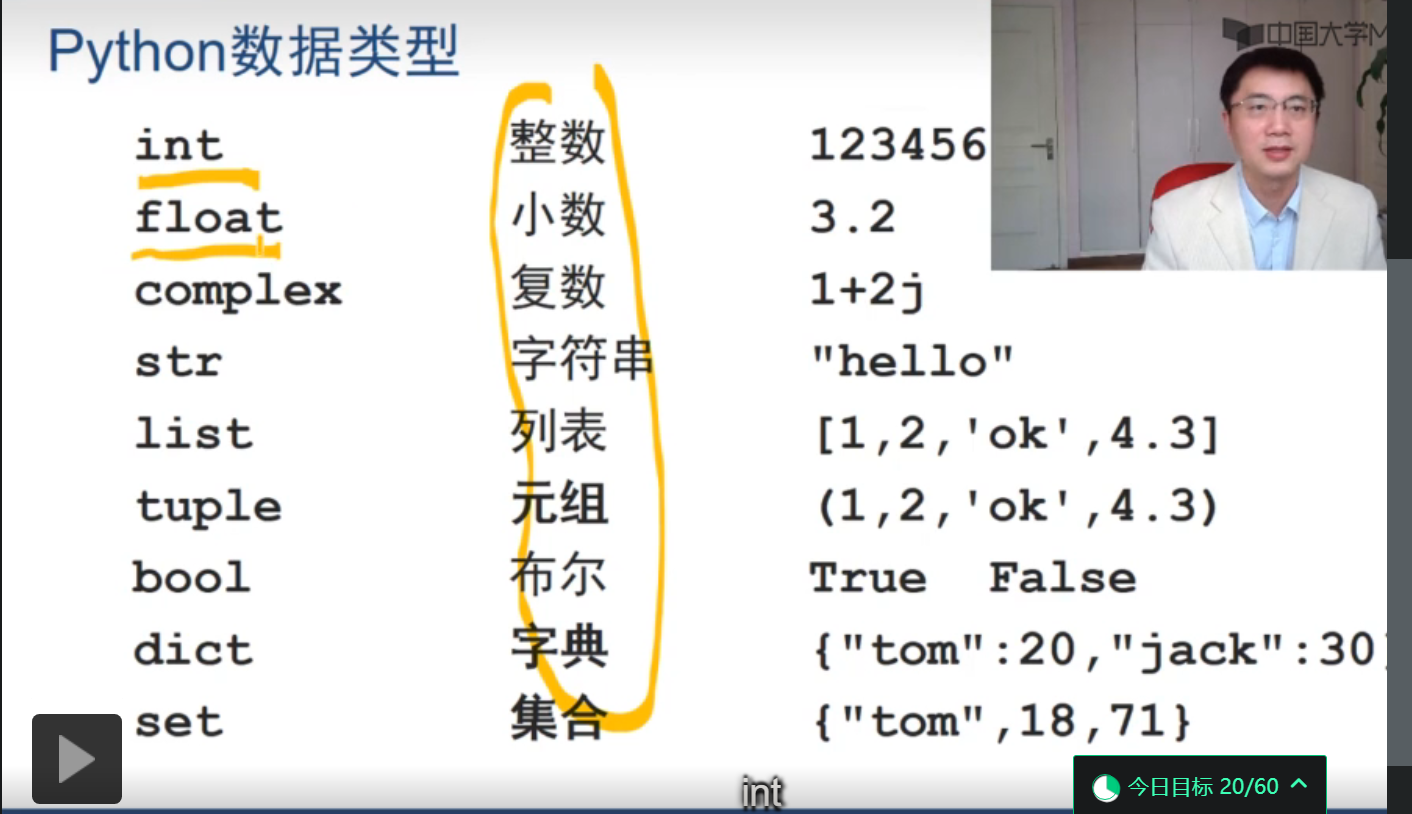 Python数据类型
中国大学M
int 整数 123456
float 小数 3.2
complex 复数 1+2j
str 字符串 "hello"
list 列表 [1,2,'ok',4.3]
tuple 元组 (1,2,'ok',4.3)
bool 布尔 True False
dict 字典 {"tom":20,"jack":30}
set 集合 {"tom",18,71}
int
今日目标 20/60